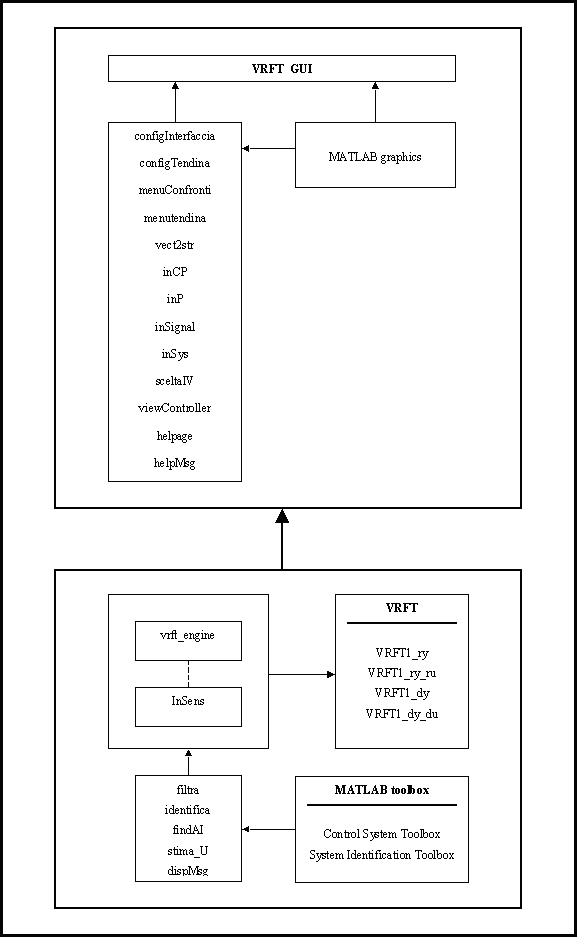 VRFT GUI
configInterfaccia
configTendina
menuConfronti
menutendina
vect2str
inCP
inP
inSignal
inSys
sceltaIV
viewController
helpage
helpMsg
MATLAB graphics
vrft_engine
InSens
VRFT
VRFT1_ry
VRFT1_ry_ru
VRFT1_dy
VRFT1_dy_du
filtra
identifica
findAI
stima_U
dispMsg
MATLAB toolbox
Control System Toolbox
System Identification Toolbox